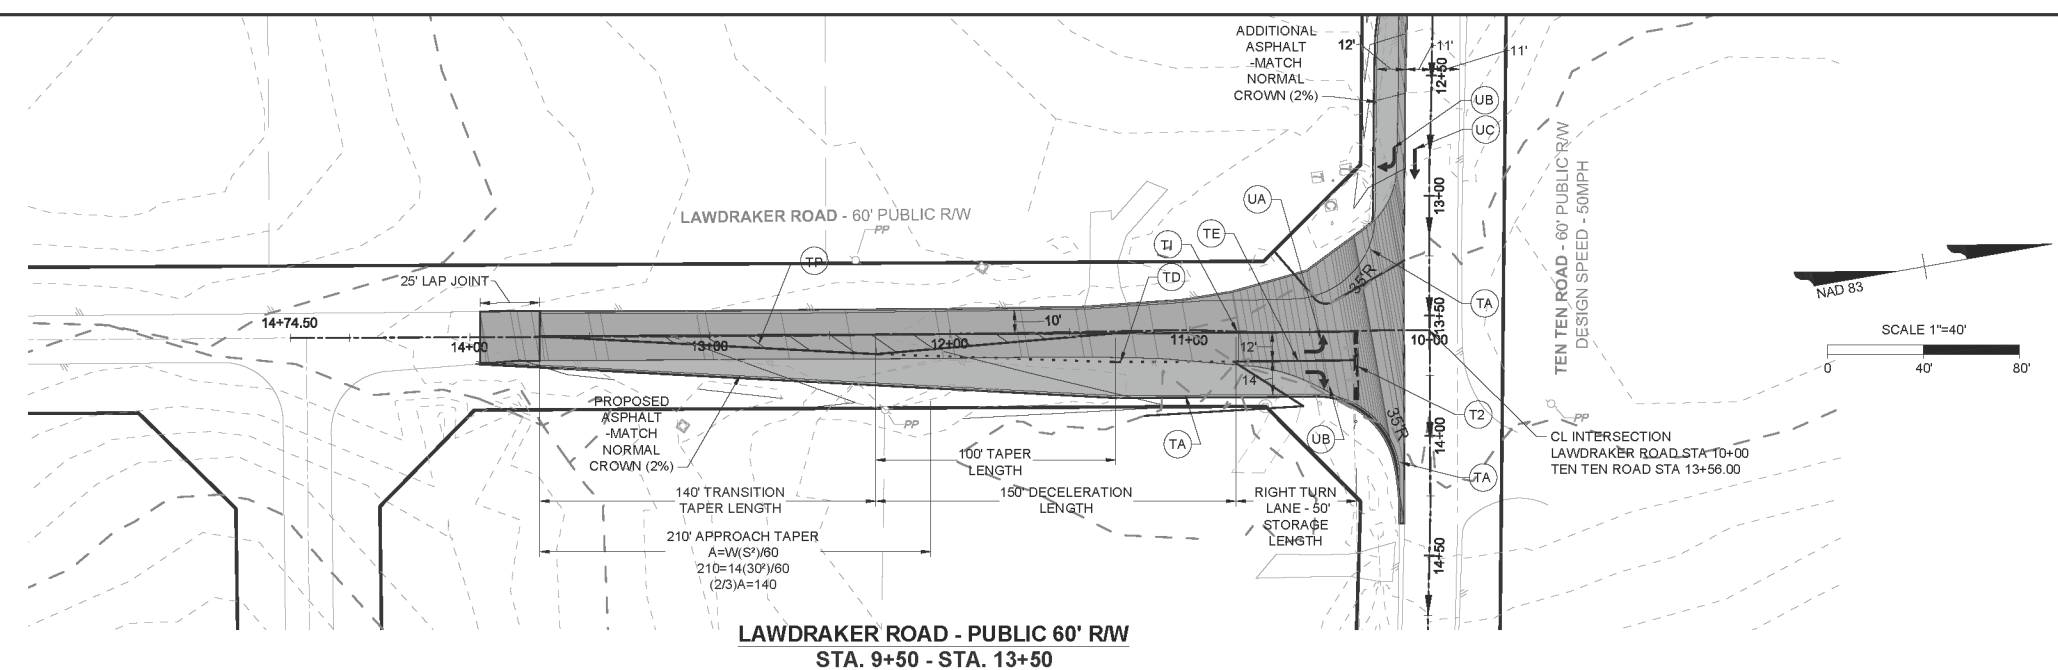 ADDITIONAL
ASPHALT
-MATCH
NORMAL
CROWN (2%)
12'
11'
11'
12+50
UB
UC
13+00
TEN TEN ROAD - 60' PUBLIC R/W
DESIGN SPEED - 50MPH
LAWDRAKER ROAD - 60' PUBLIC R/W
PP
UA
TE
TI
TD
TP
35'R
TA
25' LAP JOINT
14+74.50
14+00
13+00
12+00
11+00
10+00
10'
12'
14'
13+50
NAD 83
SCALE 1"=40'
0
40'
80'
PROPOSED
ASPHALT
-MATCH
NORMAL
CROWN (2%)
PP
TA
UB
35'R
T2
14+00
TA
PP
CL INTERSECTION
LAWDRAKER ROAD STA 10+00
TEN TEN ROAD STA 13+56.00
100' TAPER
LENGTH
140' TRANSITION
TAPER LENGTH
150' DECELERATION
LENGTH
RIGHT TURN
LANE - 50'
STORAGE
LENGTH
14+50
210' APPROACH TAPER
A=W(S²)/60
210=14(30²)/60
(2/3)A=140
LAWDRAKER ROAD - PUBLIC 60' R/W
STA. 9+50 - STA. 13+50